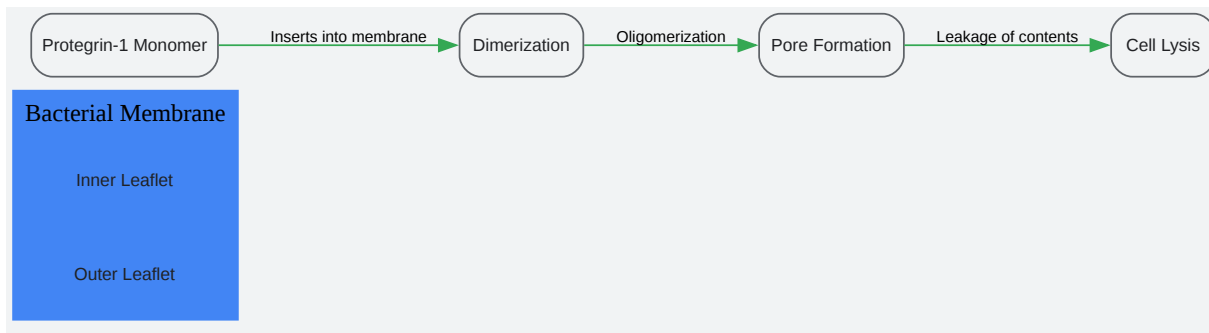 Protegrin-1 Monomer
Inserts into membrane
Dimerization
Oligomerization
Pore Formation
Leakage of contents
Cell Lysis
Bacterial Membrane
Inner Leaflet
Outer Leaflet